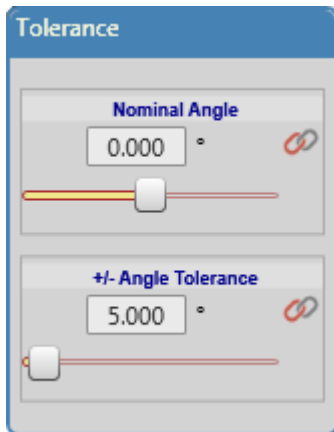 Tolerance
Nominal Angle
0.000 °
+/- Angle Tolerance
5.000 °